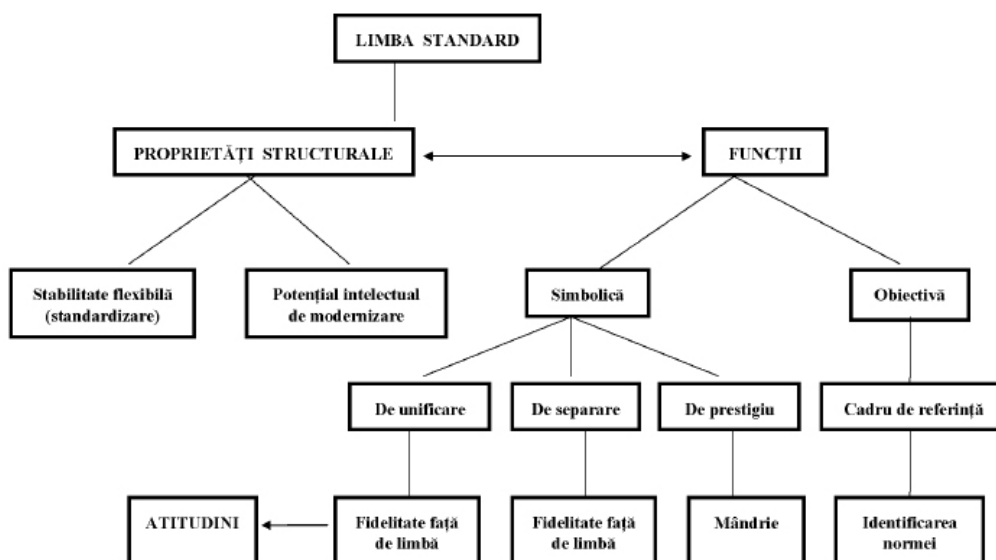 LIMBA STANDARD
PROPRIETĂȚI STRUCTURALE
FUNCȚII
Stabilitate flexibilă
(standardizare)
Potențial intelectual
de modernizare
Simbolică
Obiectivă
De unificare
De separare
De prestigiu
Cadru de referință
ATITUDINI
Fidelitate față
de limbă
Fidelitate față
de limbă
Mândrie
Identificarea
normei